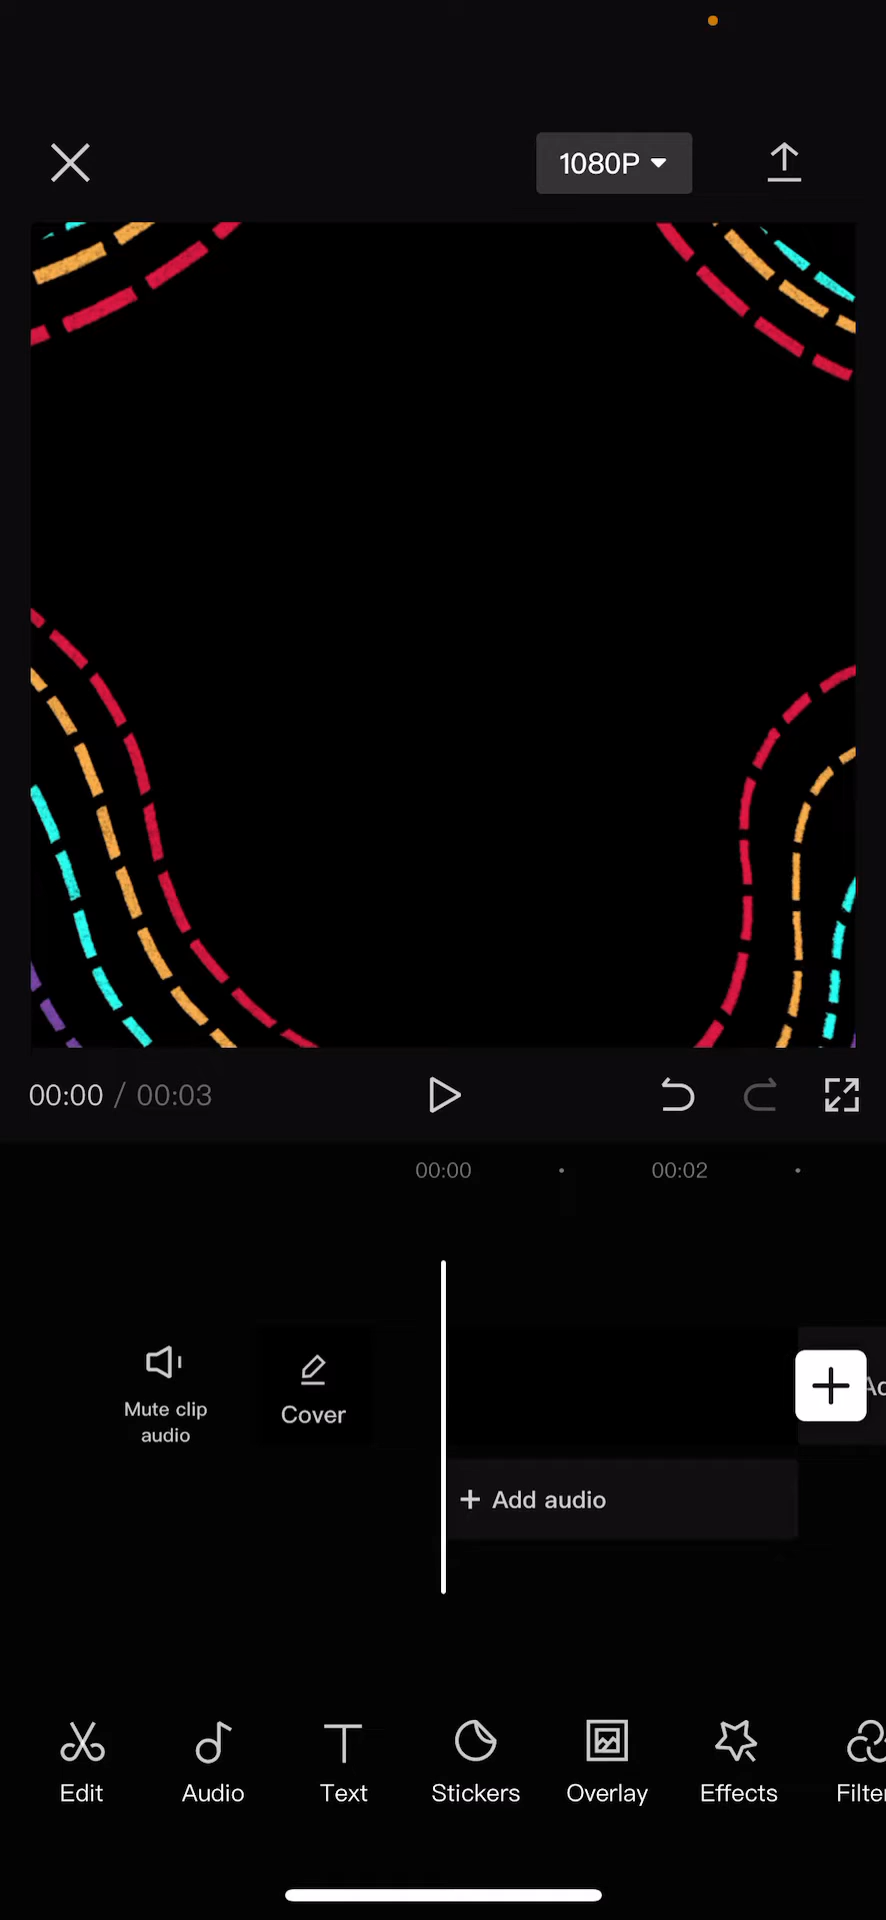 1080P
00:00 / 00:03
00:00 00:02
Mute clip
audio
Cover
Add audio
Edit Audio Text Stickers Overlay Effects